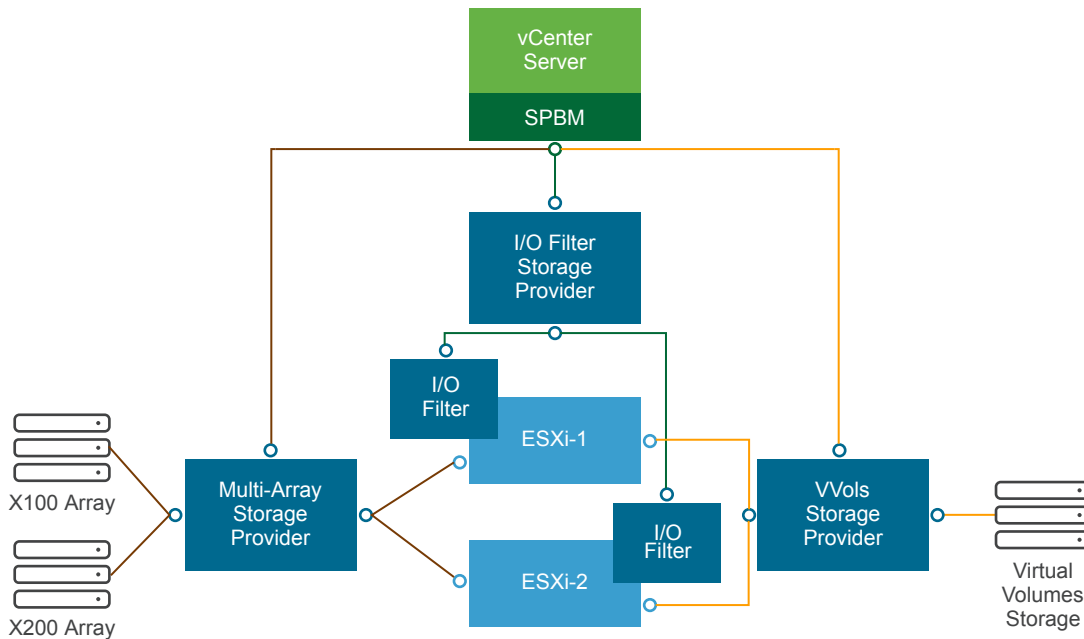 vCenter
Server
SPBM
I/O Filter
Storage
Provider
I/O
Filter
ESXi-1
X100 Array
Multi-Array
Storage
Provider
VVols
Storage
Provider
I/O
Filter
ESXi-2
X200 Array
Virtual
Volumes
Storage